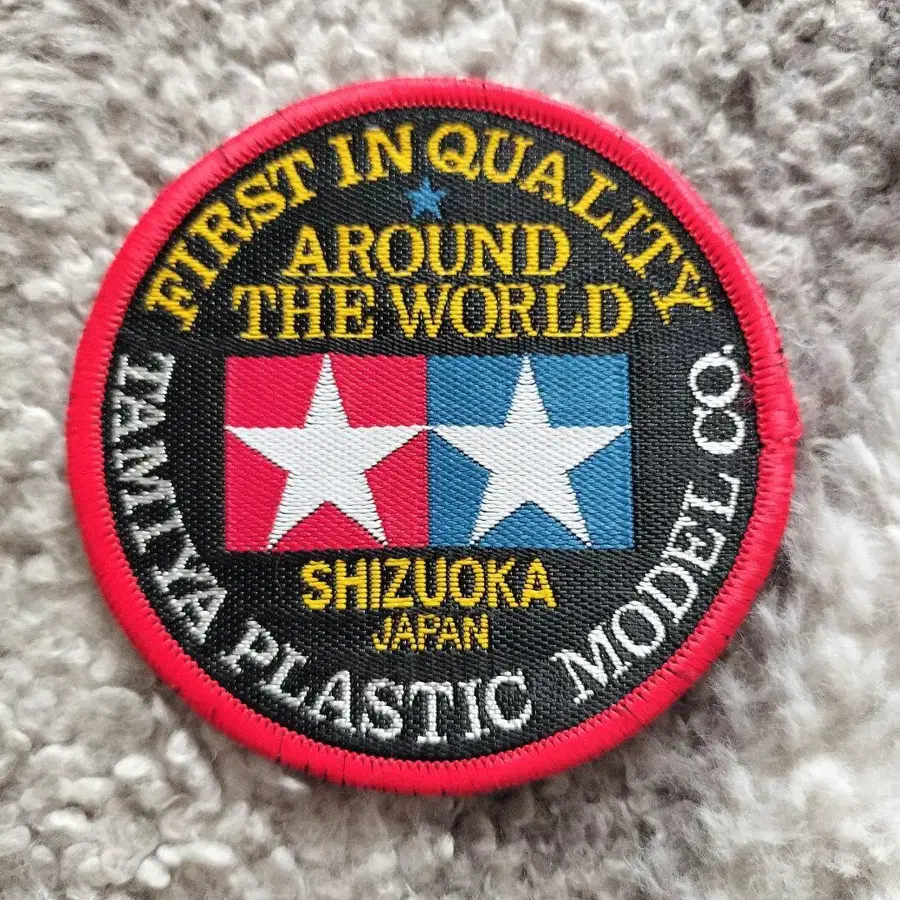 FIRST IN QUALITY
AROUND
THE WORLD
SHIZUOKA
JAPAN
TAMIYA PLASTIC MODEL CO.